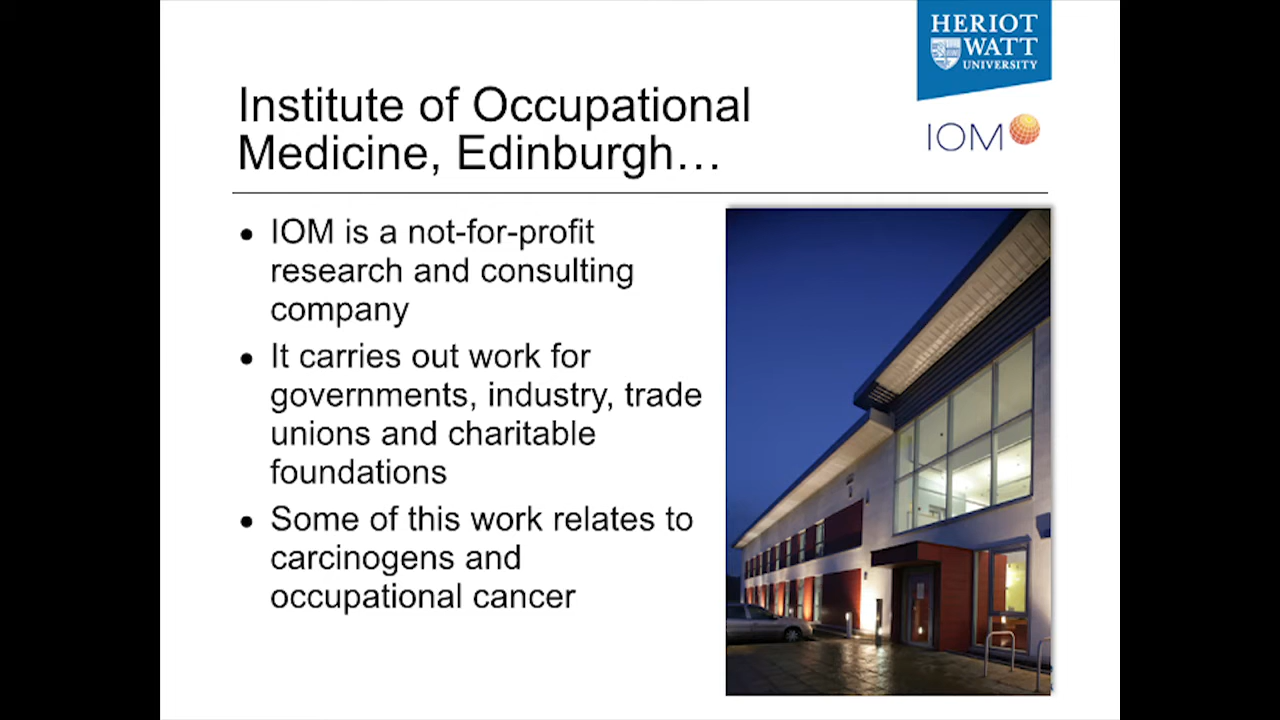 HERIOT
WATT
UNIVERSITY
IOM
Institute of Occupational
Medicine, Edinburgh…
• IOM is a not-for-profit
research and consulting
company
• It carries out work for
governments, industry, trade
unions and charitable
foundations
• Some of this work relates to
carcinogens and
occupational cancer